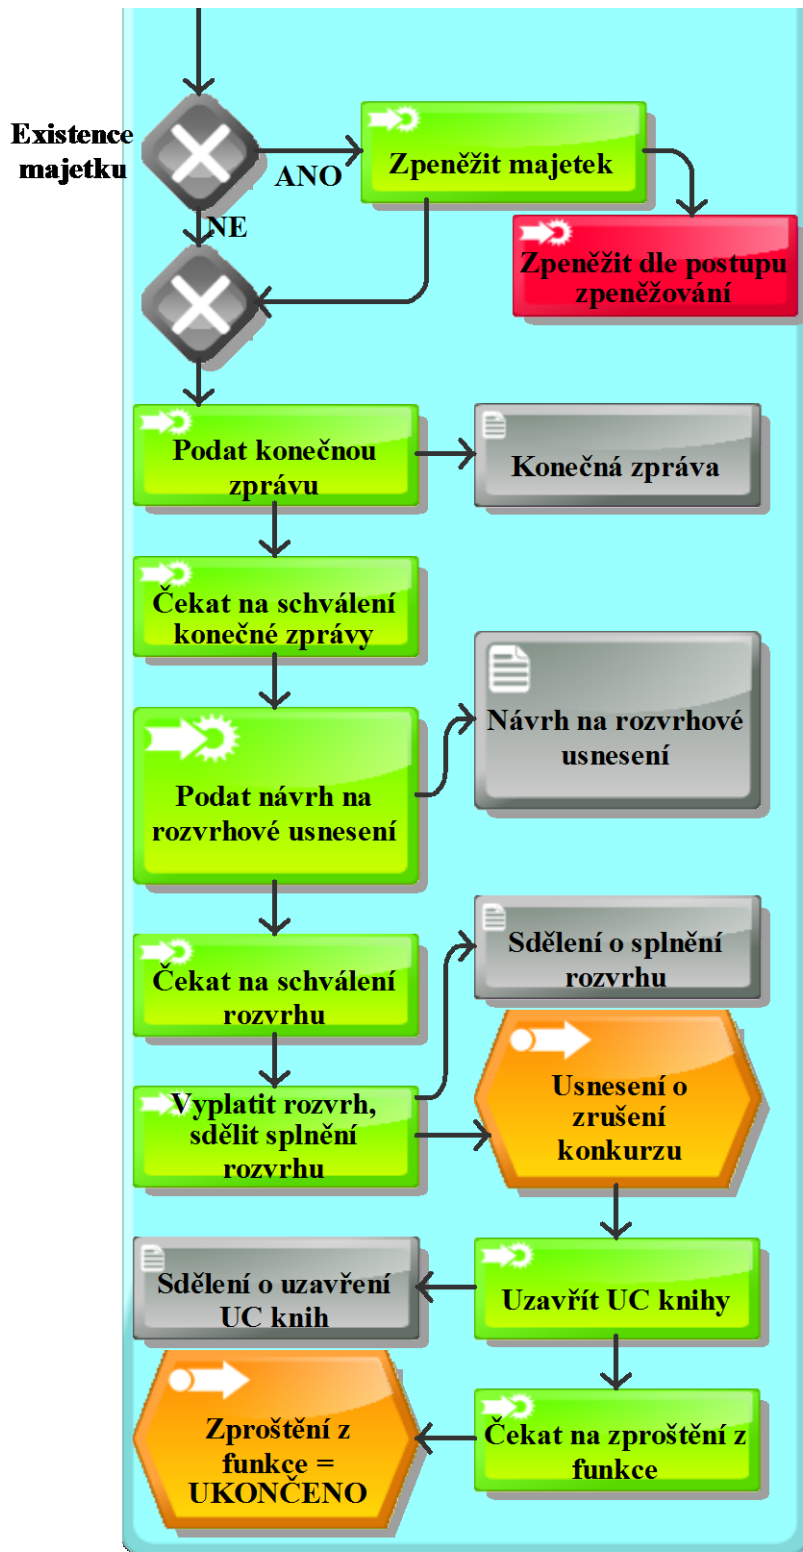 Existence
majetku
ANO
Zpeněžit majetek
NE
Zpeněžit dle postupu
zpeněžování
Podat konečnou
zprávu
Konečná zpráva
Čekat na schválení
konečné zprávy
Návrh na rozvrhové
usnesení
Podat návrh na
rozvrhové usnesení
Sdělení o splnění
rozvrhu
Čekat na schválení
rozvrhu
Vyplatit rozvrh,
sdělit splnění
rozvrhu
Usnesení o
zrušení
konkurzu
Sdělení o uzavření
UC knih
Uzavřít UC knihy
Zproštění z
funkce =
UKONČENO
Čekat na zproštění z
funkce